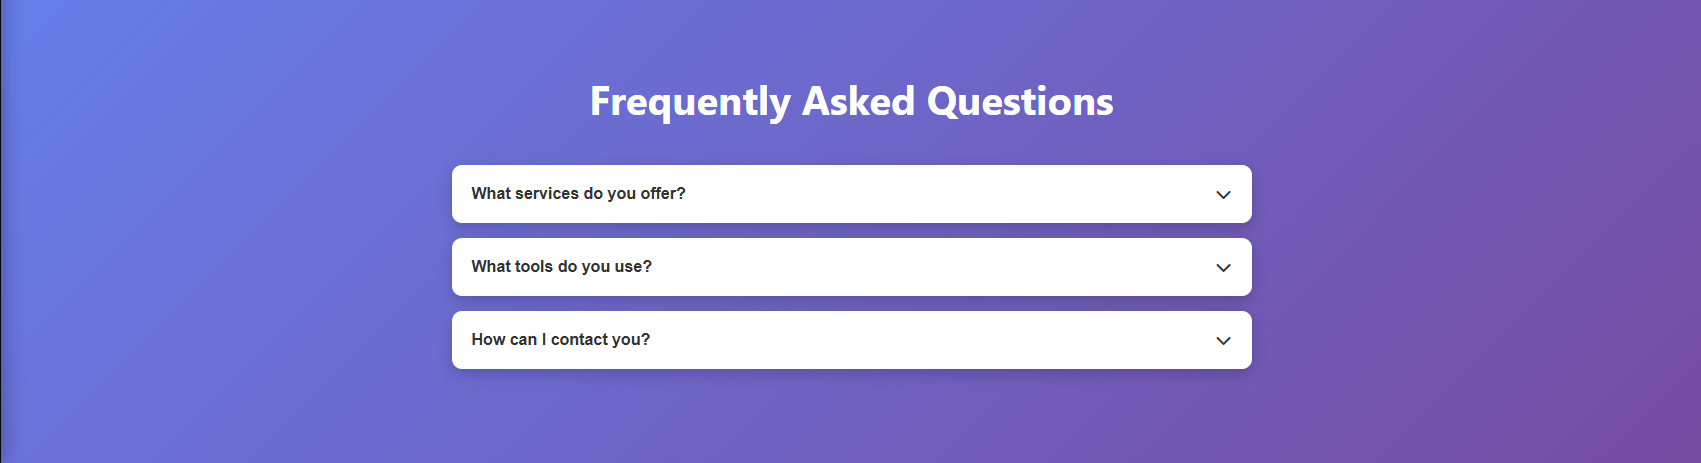 Frequently Asked Questions
What services do you offer?
What tools do you use?
How can I contact you?